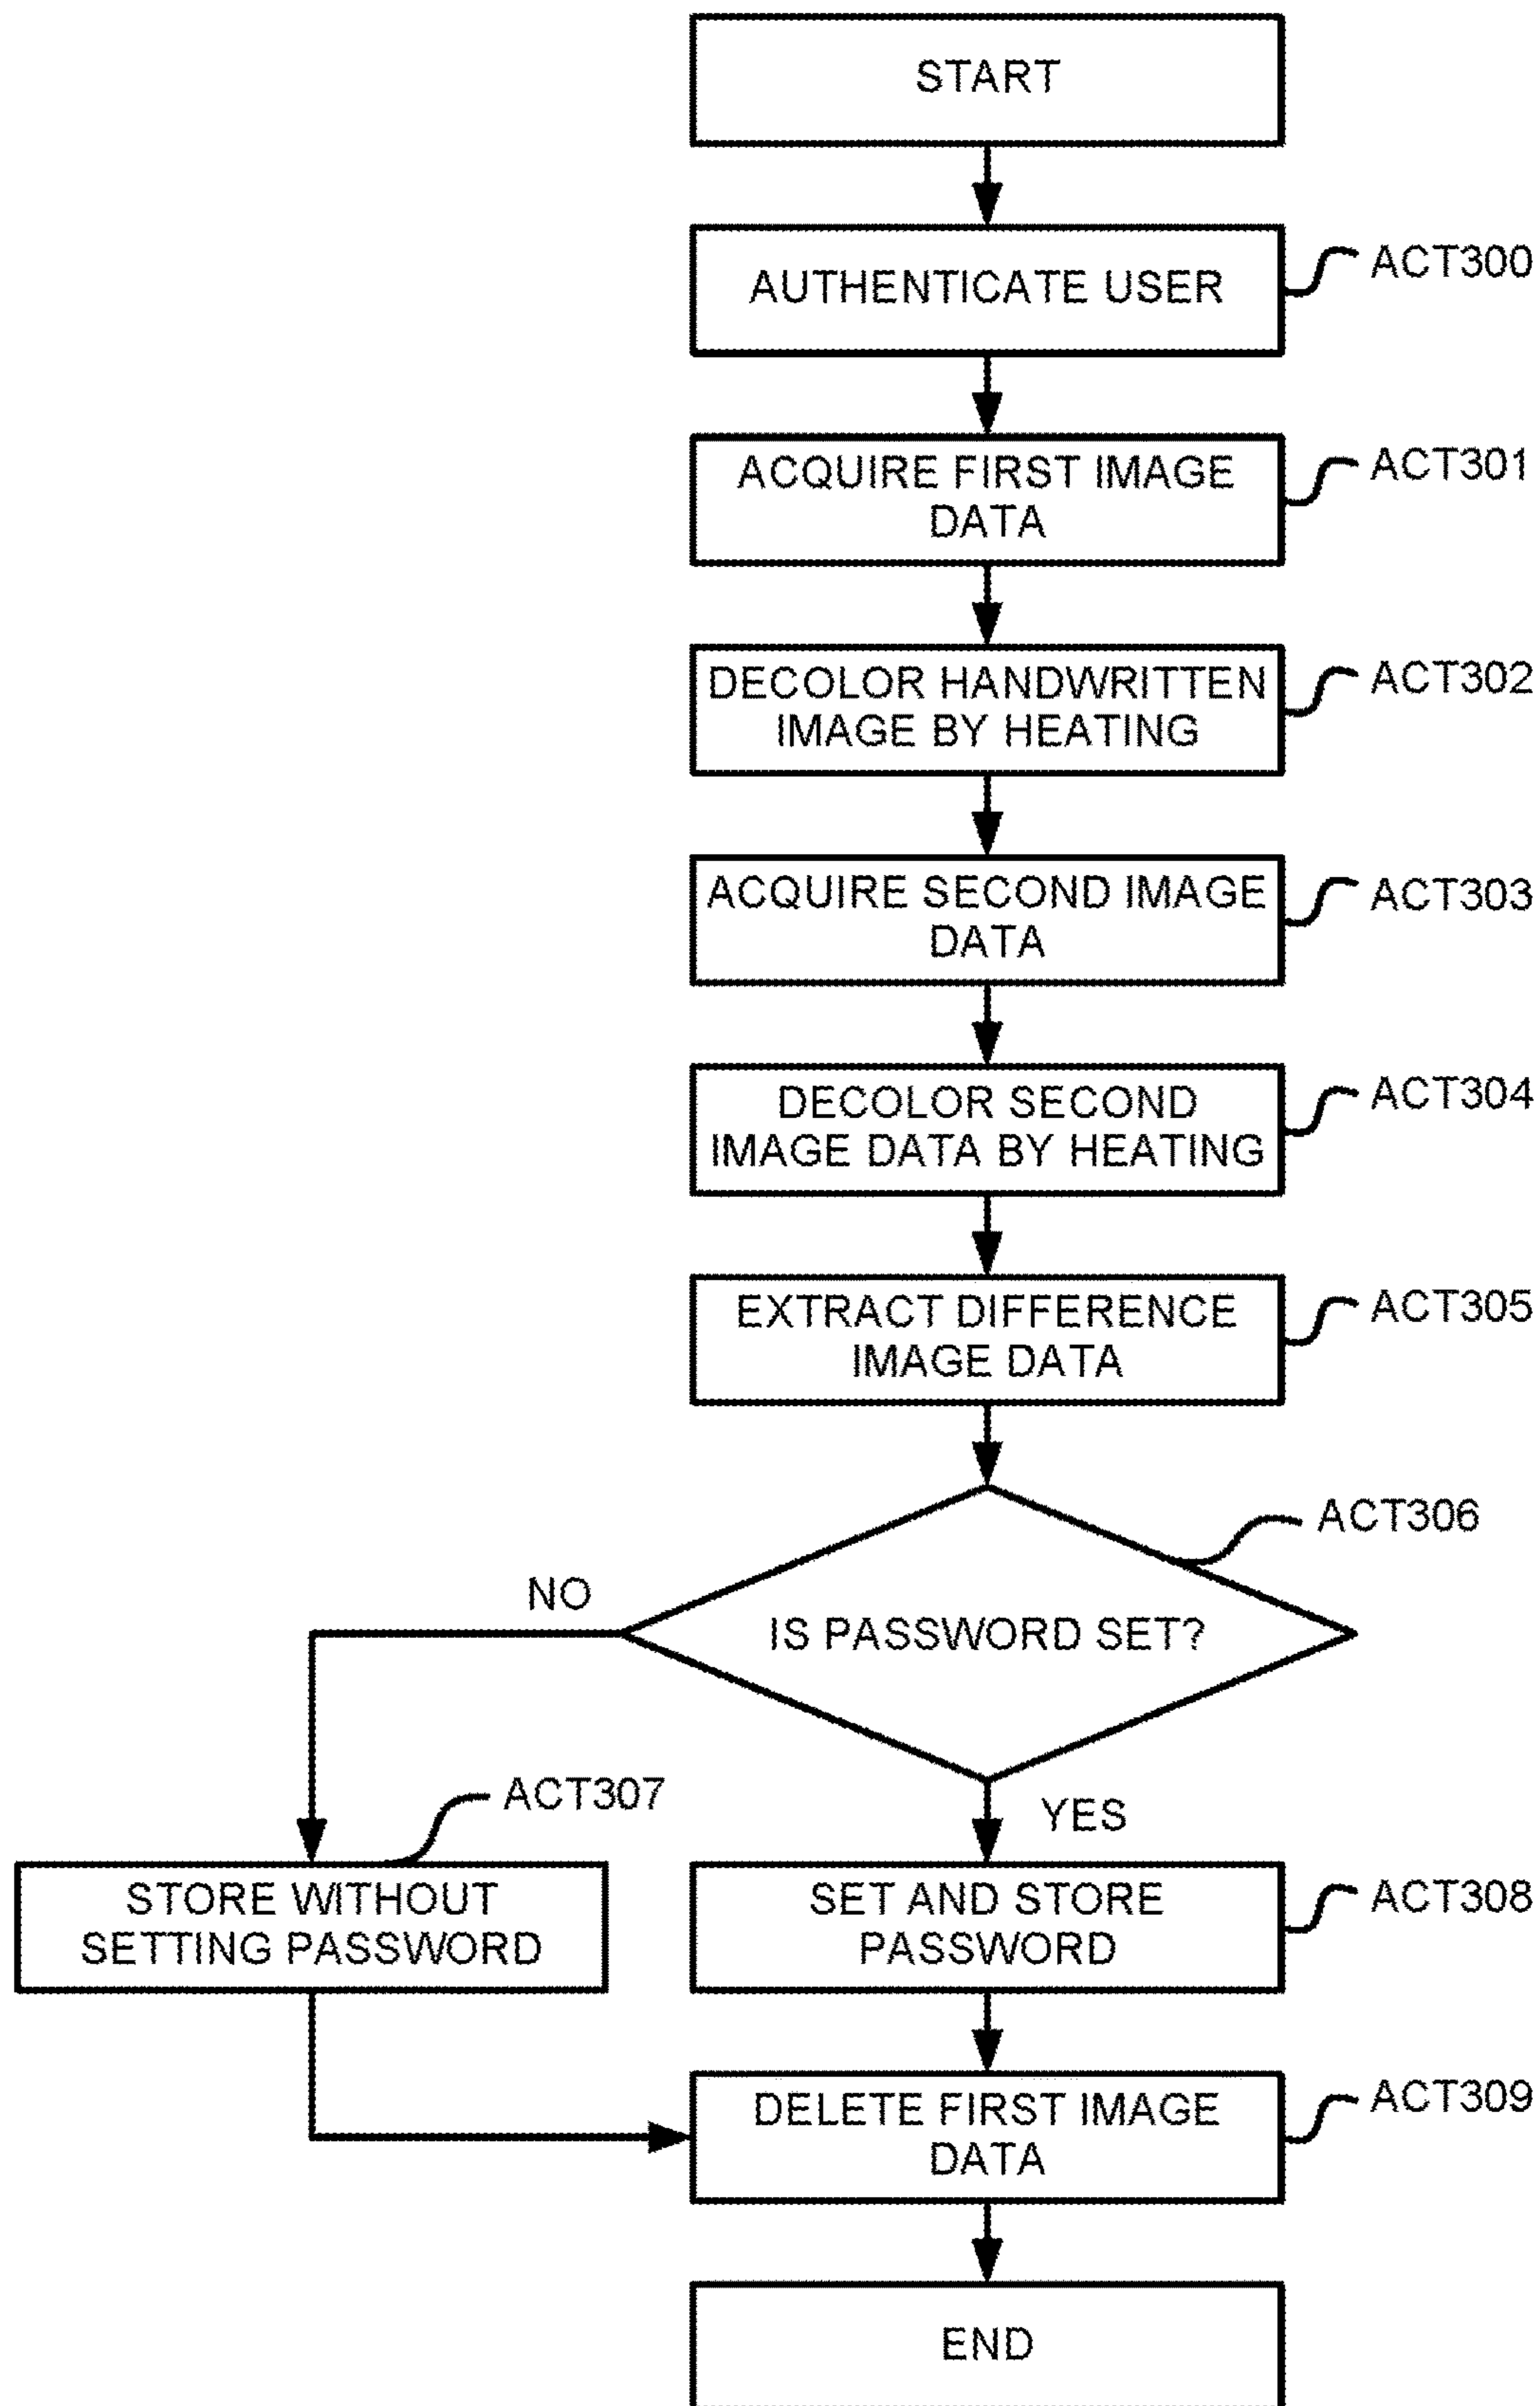 START
AUTHENTICATE USER
ACT300
ACQUIRE FIRST IMAGE
DATA
ACT301
DECOLOR HANDWRITTEN
IMAGE BY HEATING
ACT302
ACQUIRE SECOND IMAGE
DATA
ACT303
DECOLOR SECOND
IMAGE DATA BY HEATING
ACT304
EXTRACT DIFFERENCE
IMAGE DATA
ACT305
IS PASSWORD SET?
ACT306
NO
YES
STORE WITHOUT
SETTING PASSWORD
ACT307
SET AND STORE
PASSWORD
ACT308
DELETE FIRST IMAGE
DATA
ACT309
END